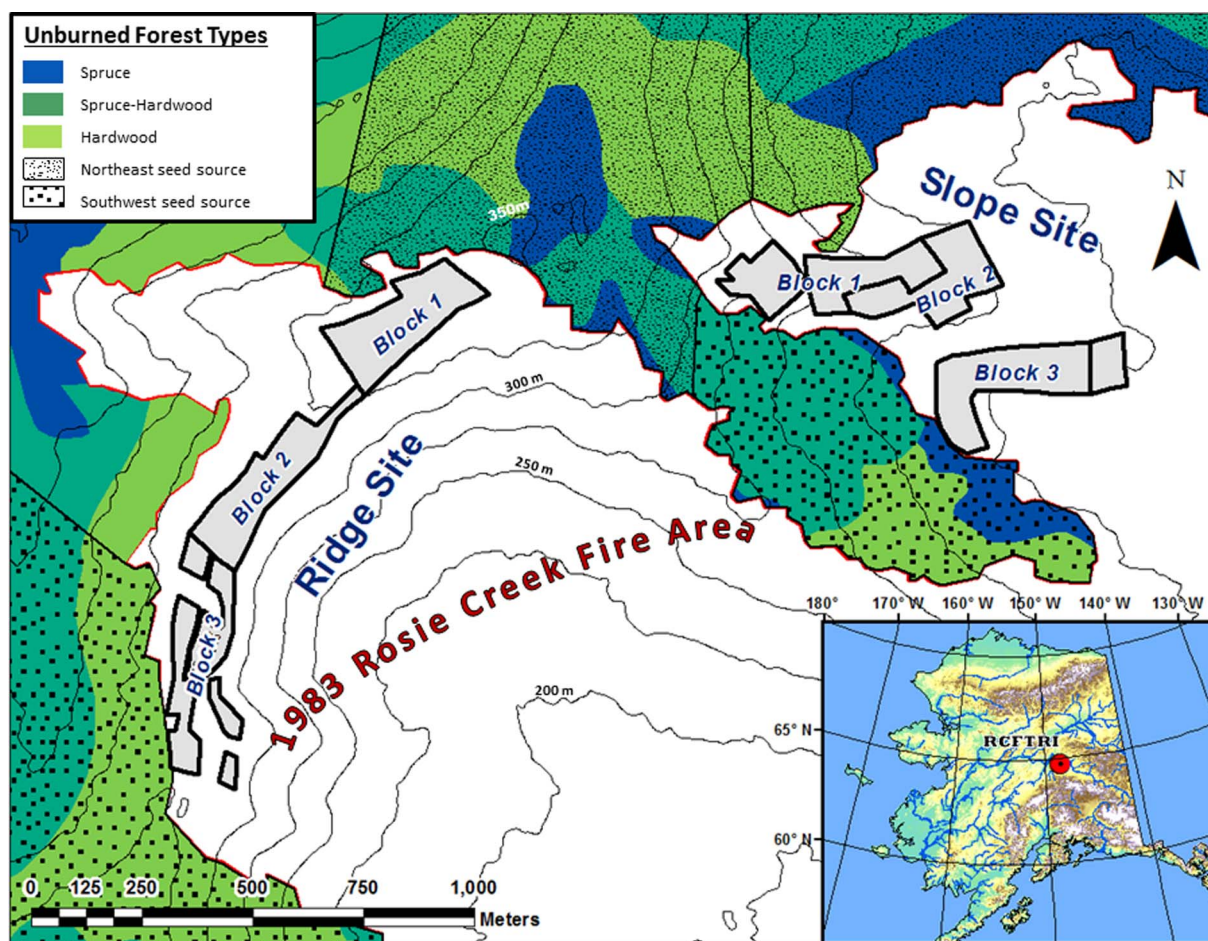 Unburned Forest Types
Spruce
Spruce-Hardwood
Hardwood
Northeast seed source
Southwest seed source
350m
Slope Site
N
Block 1
Block 2
Block 3
Block 1
300 m
Block 2
250 m
Ridge Site
Block 3
1983 Rosie Creek Fire Area
200 m
180° 170° W 160° W 150° W 140° W 130° W
65° N
RCFTRI
60° N
0 125 250 500 750 1,000
Meters